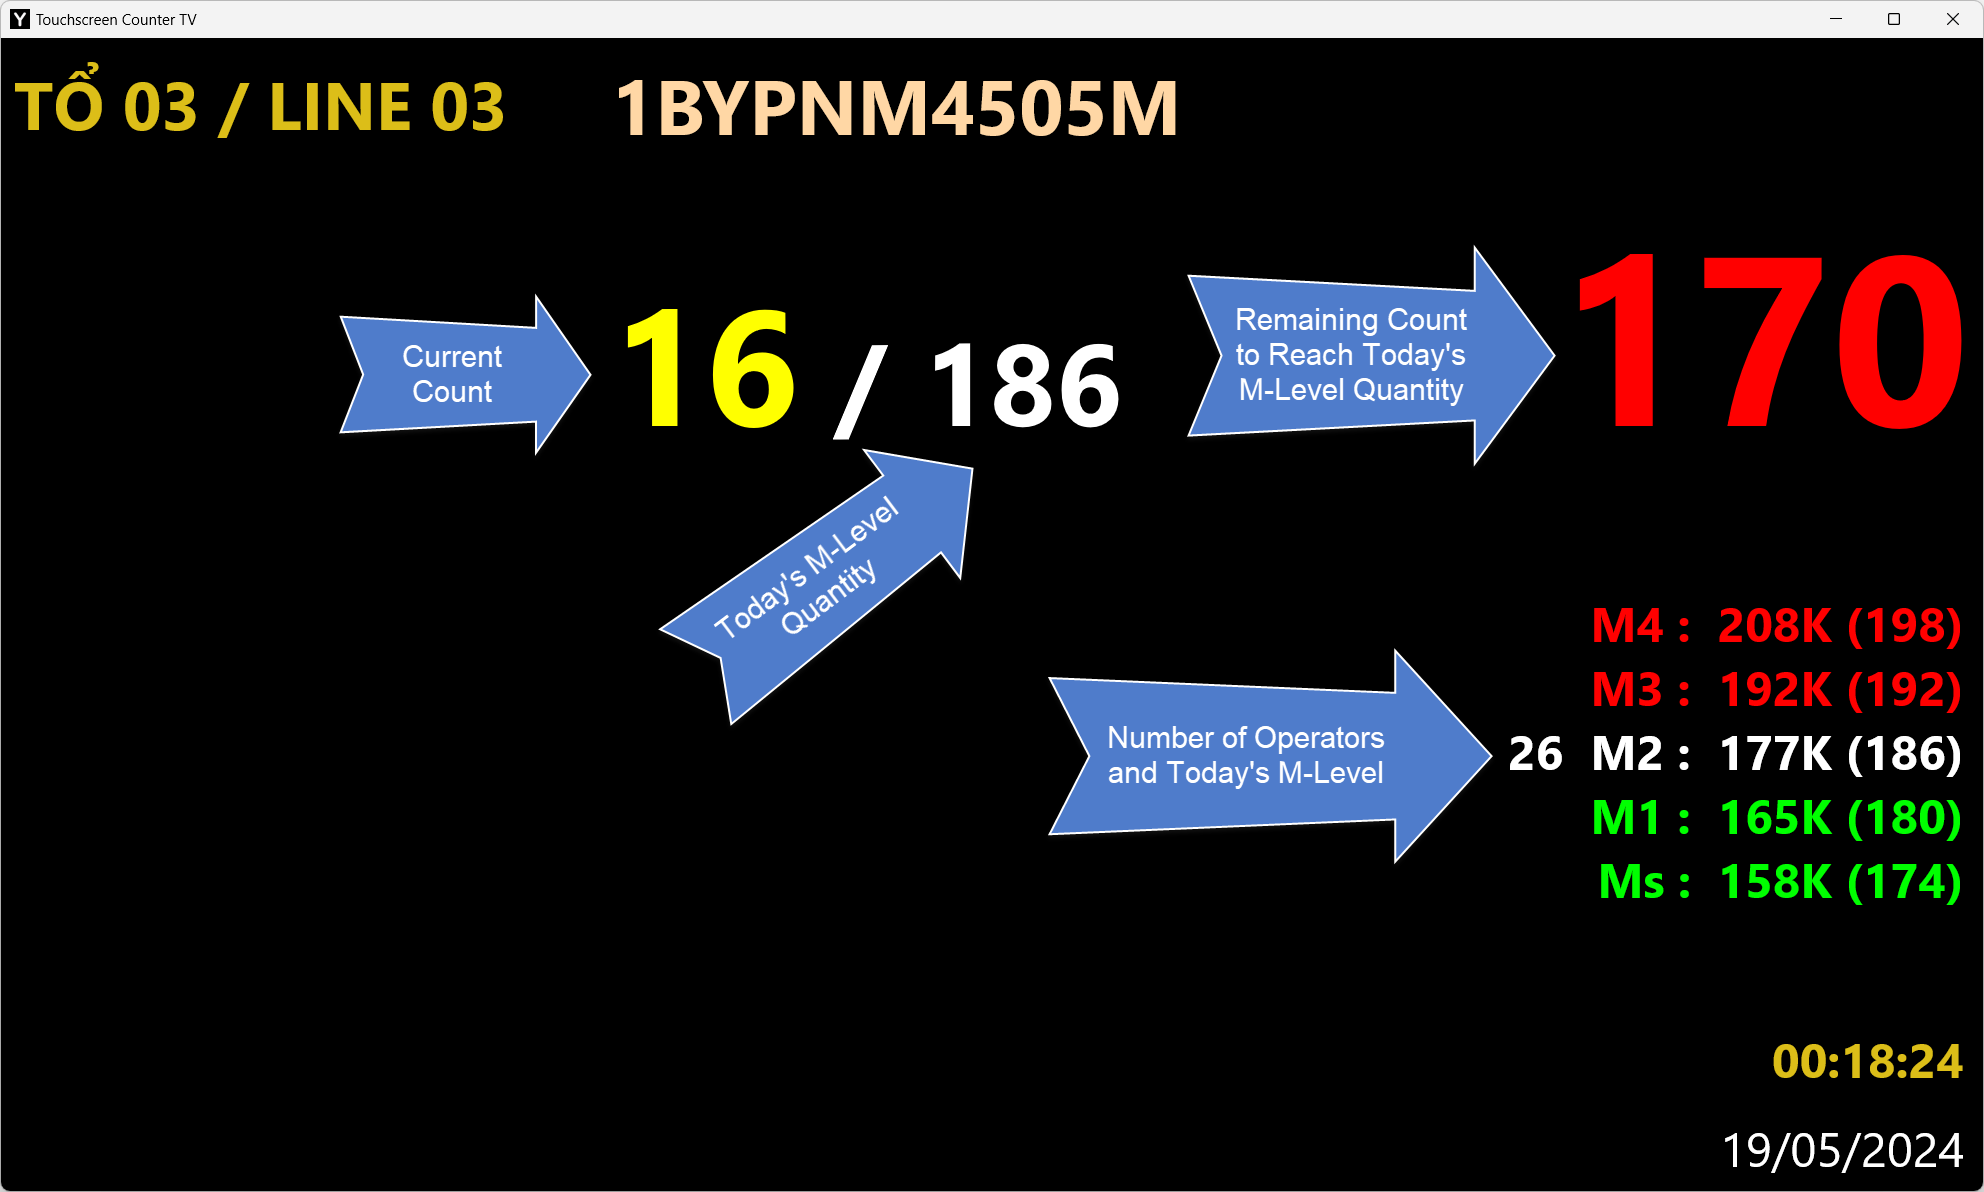 Touchscreen Counter TV
TỔ 03 / LINE 03
1BYPNM4505M
Current
Count
16 / 186
Remaining Count
to Reach Today's
M-Level Quantity
170
Today's M-Level
Quantity
Number of Operators
and Today's M-Level
M4 : 208K (198)
M3 : 192K (192)
26 M2 : 177K (186)
M1 : 165K (180)
Ms : 158K (174)
00:18:24
19/05/2024